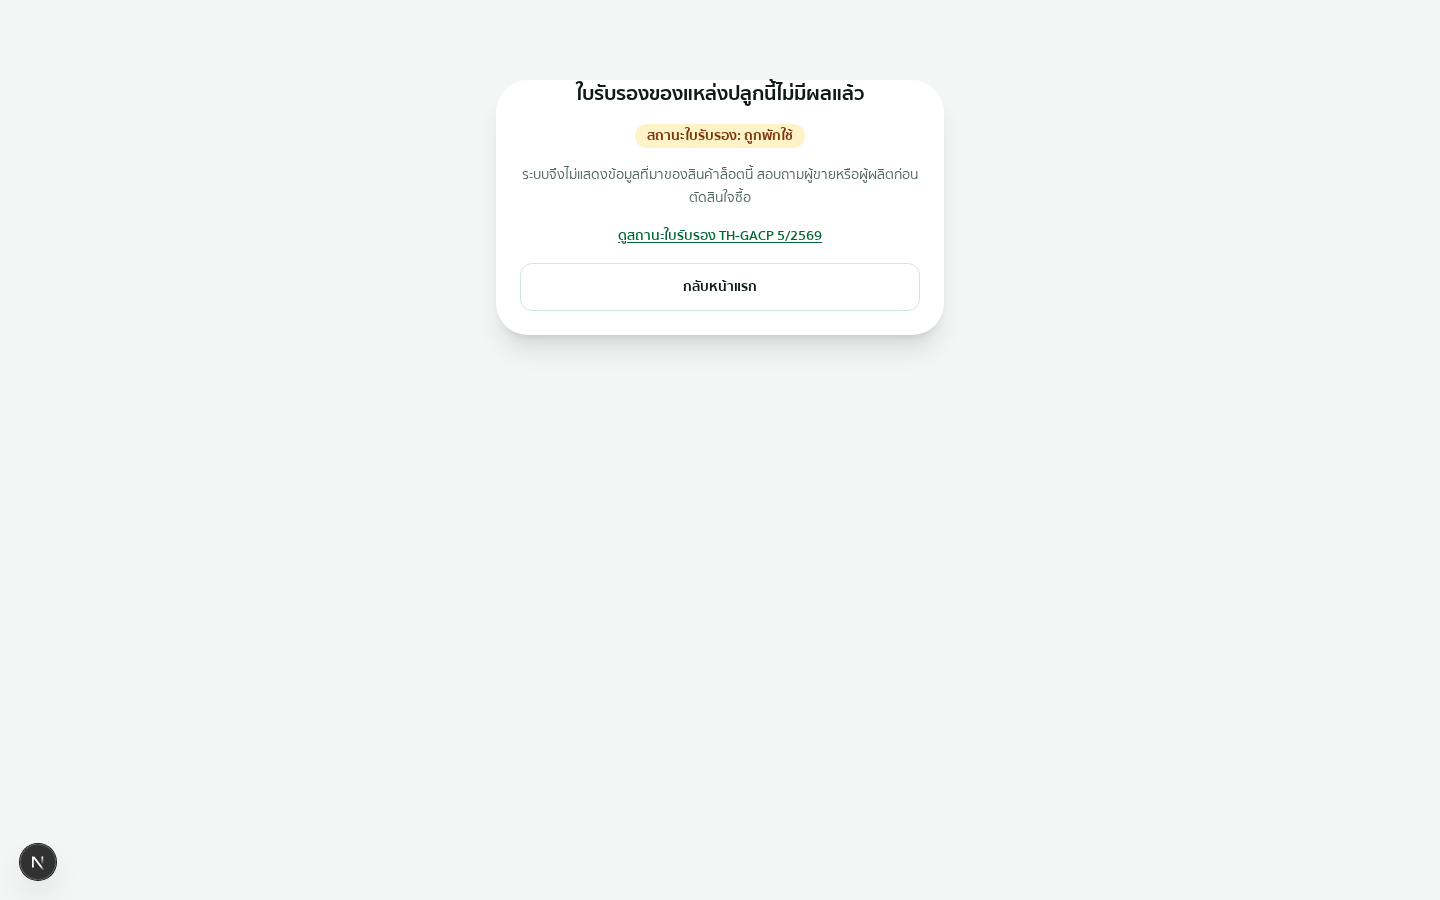 ใบรับรองของแหล่งปลูกนี้ไม่มีผลแล้ว
สถานะใบรับรอง: ถูกพักใช้
ระบบจึงไม่แสดงข้อมูลที่มาของสินค้าล็อตนี้ สอบถามผู้ขายหรือผู้ผลิตก่อน
ตัดสินใจซื้อ
ดูสถานะใบรับรอง TH-GACP 5/2569
กลับหน้าแรก
N